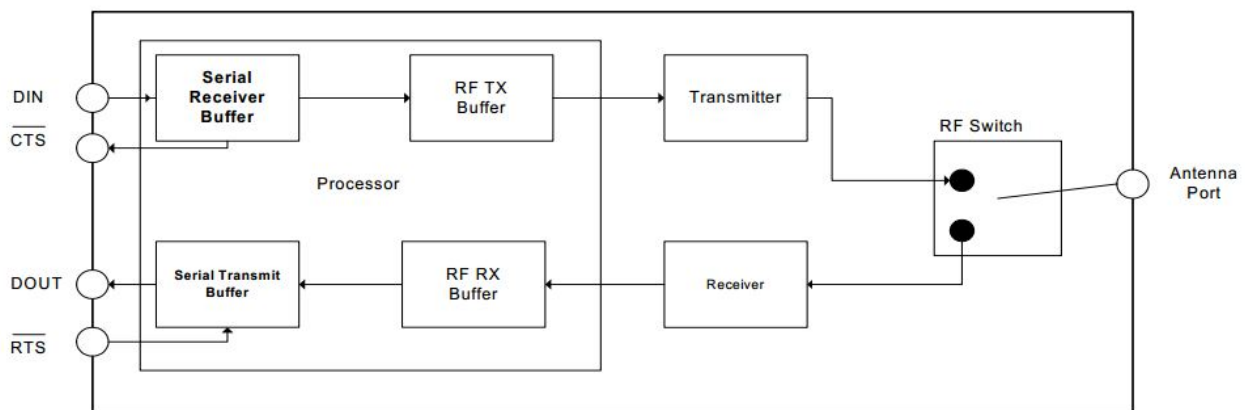 DIN
CTS
DOUT
RTS
Serial
Receiver
Buffer
RF TX
Buffer
Transmitter
RF Switch
Antenna
Port
Processor
Serial Transmit
Buffer
RF RX
Buffer
Receiver